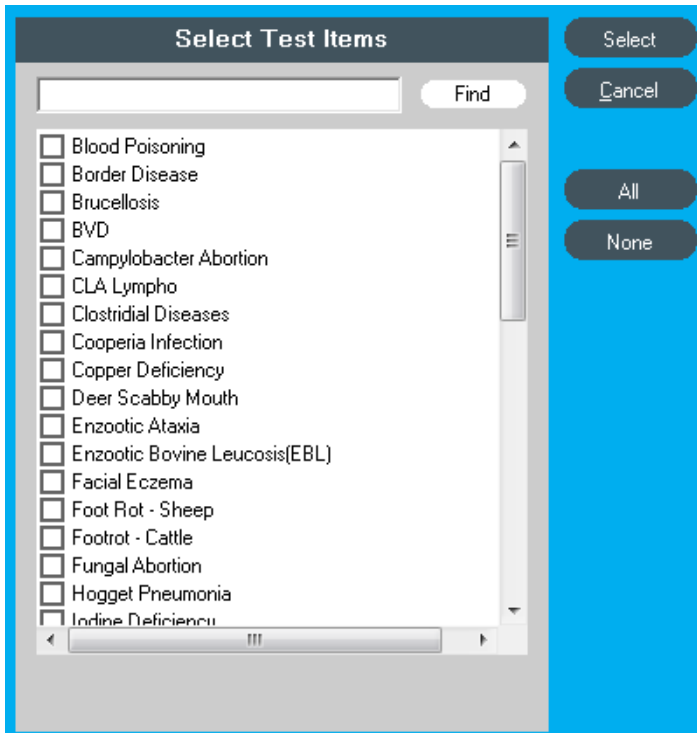 Select Test Items
Select
Find
Cancel
Blood Poisoning
Border Disease
Brucellosis
All
BVD
None
Campylobacter Abortion
CLA Lympho
Clostridial Diseases
Cooperia Infection
Copper Deficiency
Deer Scabby Mouth
Enzootic Ataxia
Enzootic Bovine Leucosis(EBL)
Facial Eczema
Foot Rot - Sheep
Footrot - Cattle
Fungal Abortion
Hogget Pneumonia
Iodine Deficiency